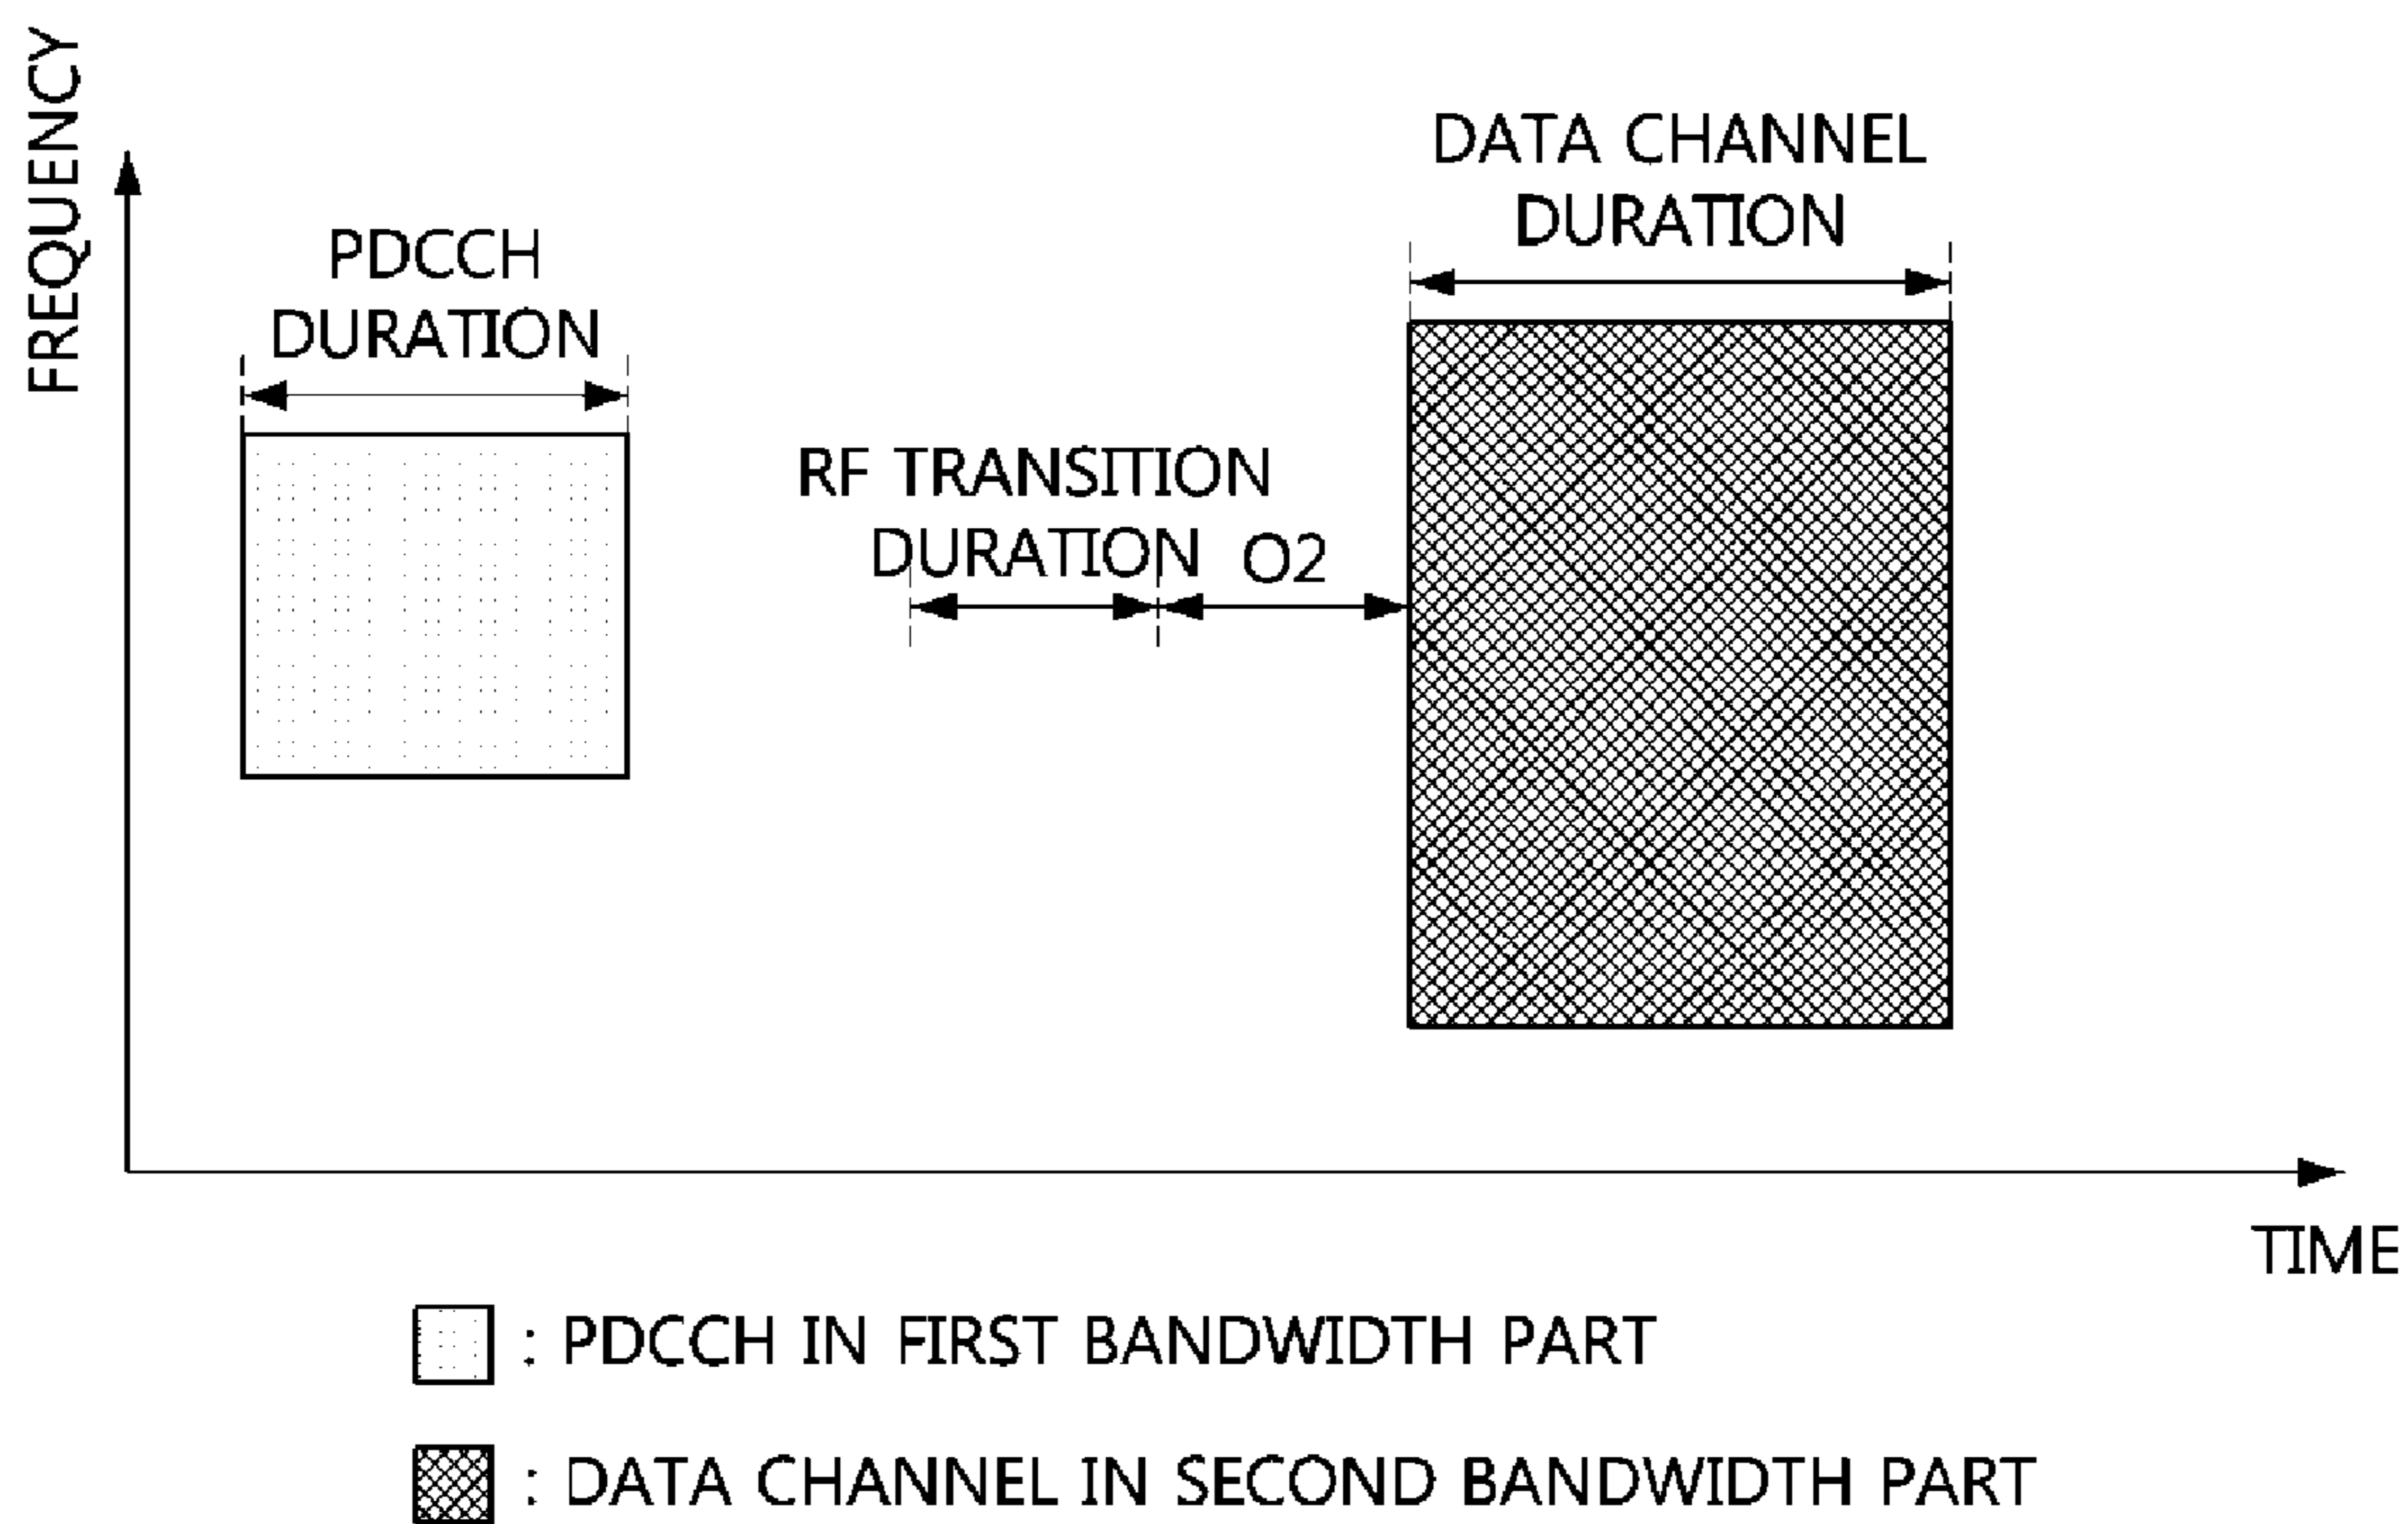 FREQUENCY
PDCCH
DURATION
RF TRANSITION
DURATION
O2
DATA CHANNEL
DURATION
TIME
: PDCCH IN FIRST BANDWIDTH PART
: DATA CHANNEL IN SECOND BANDWIDTH PART